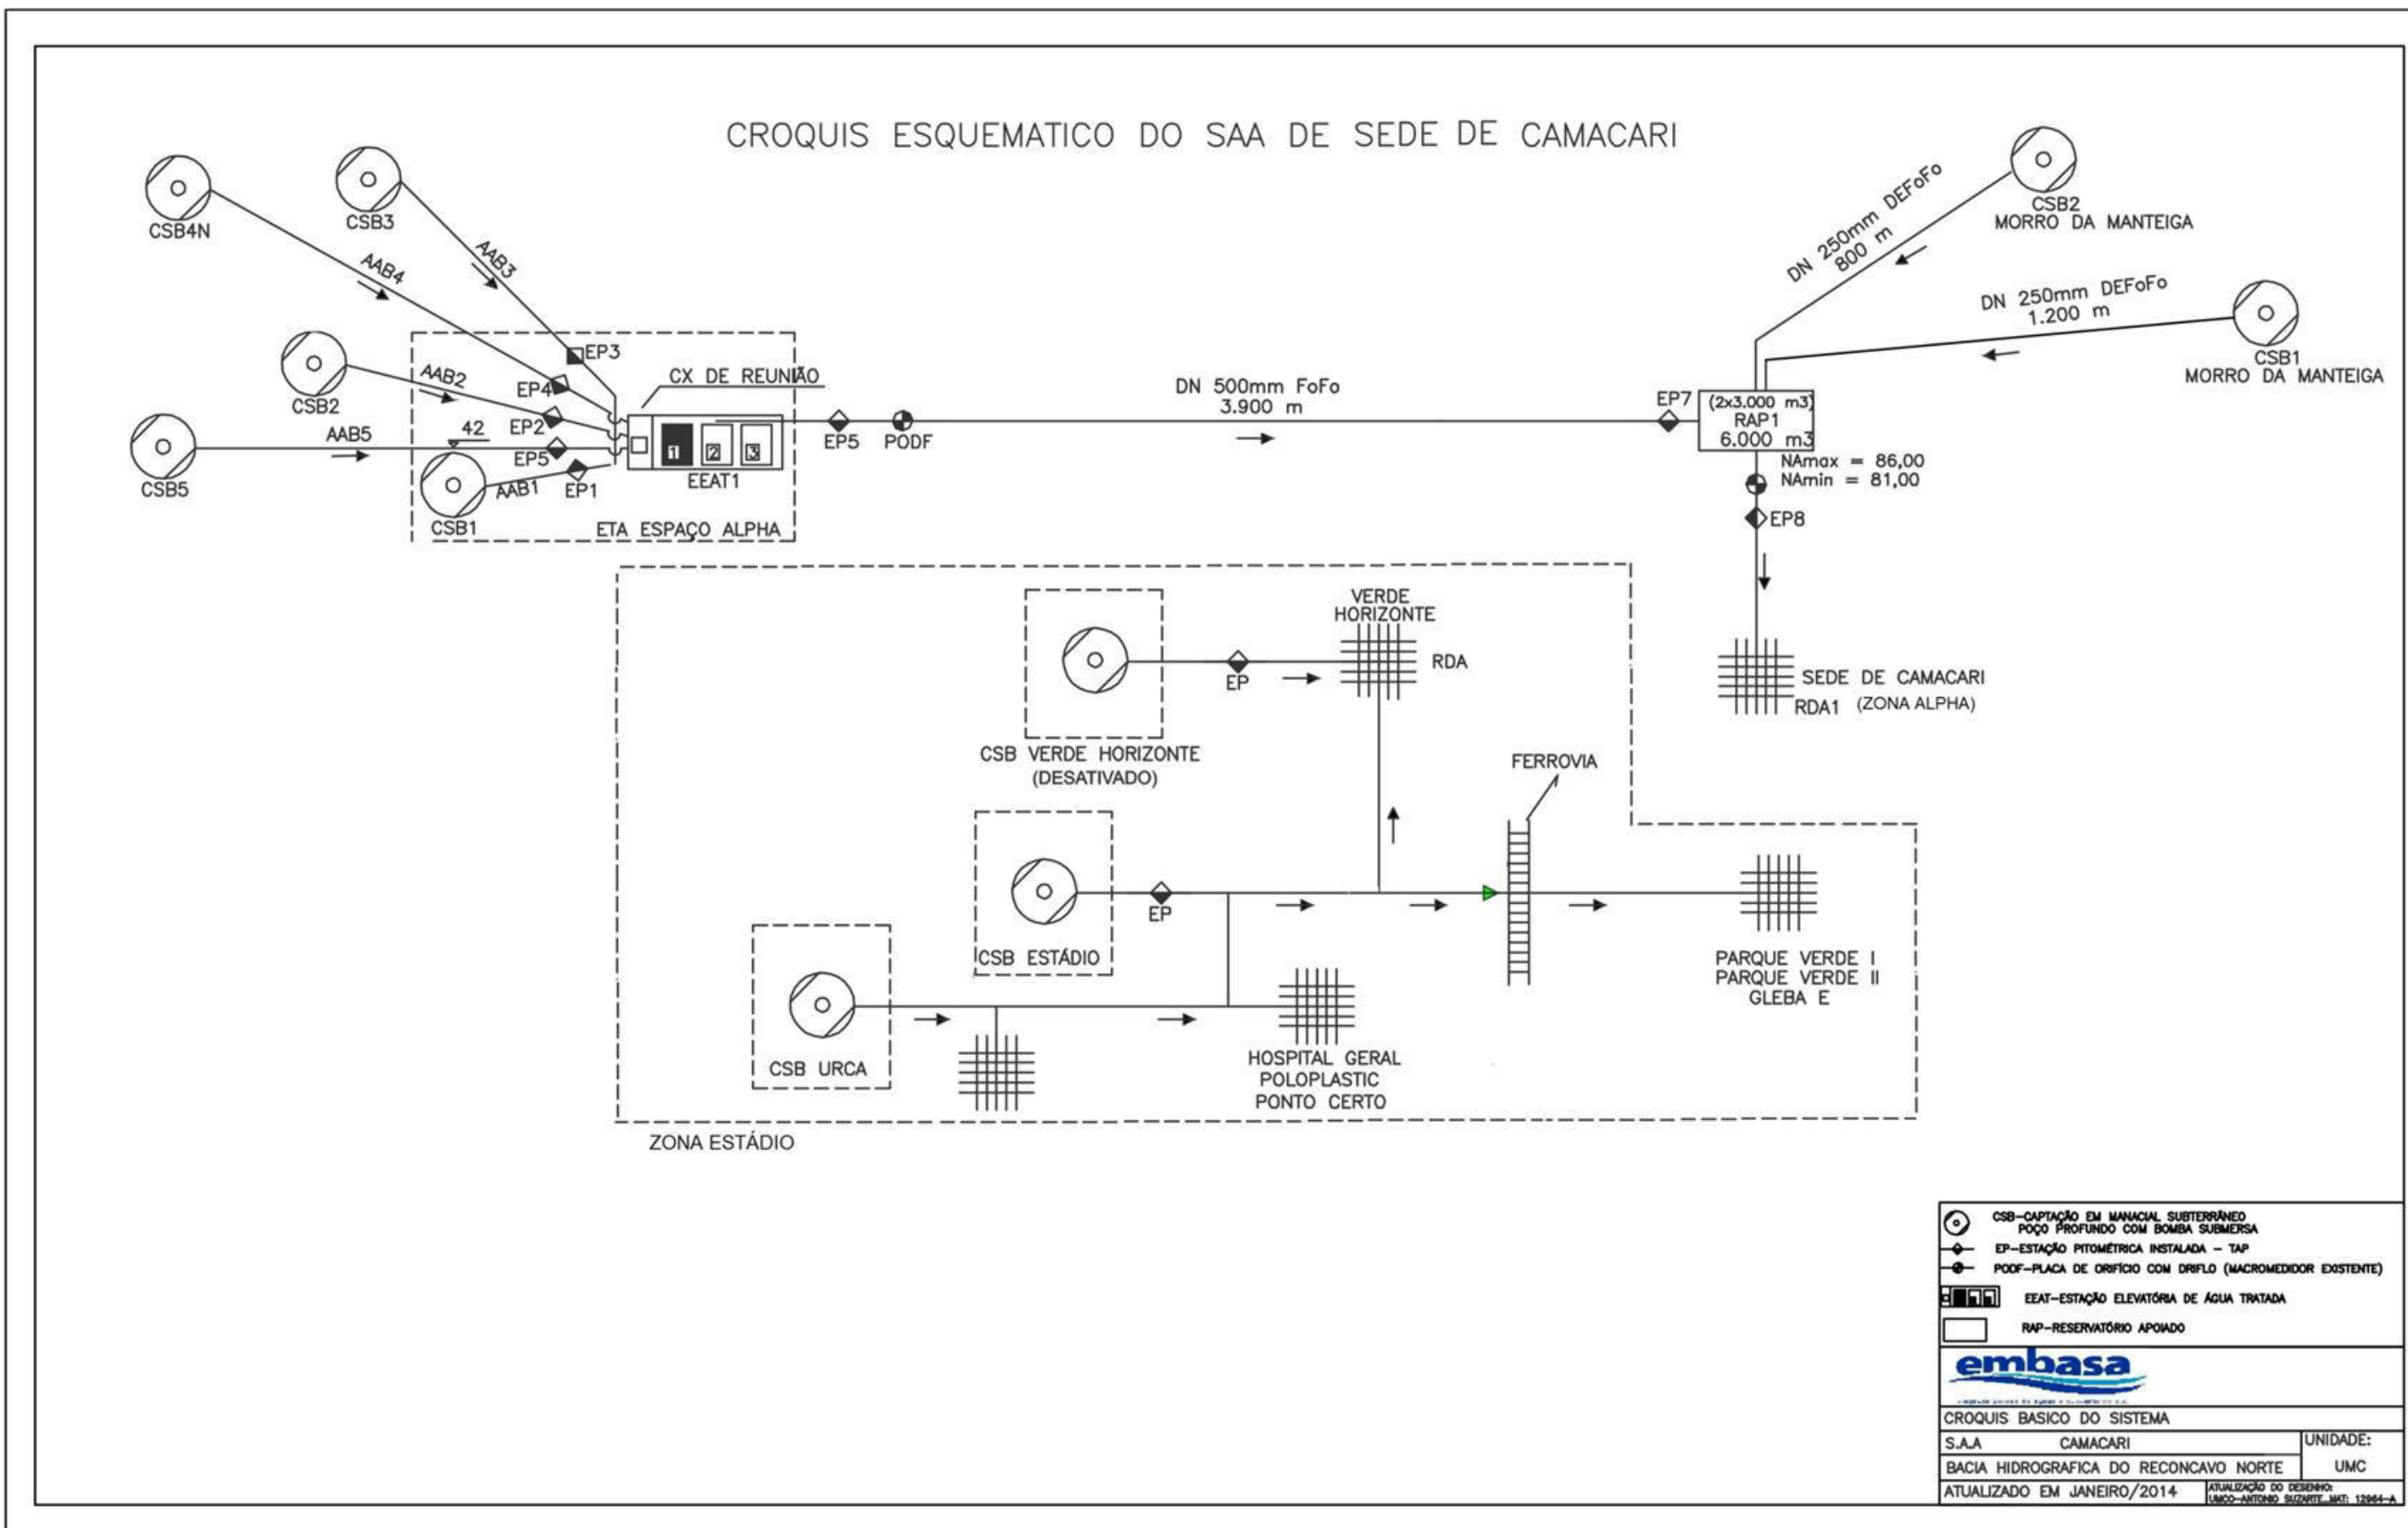 CROQUIS ESQUEMATICO DO SAA DE SEDE DE CAMACARI
CSB4N
CSB3
AAB3
AAB4
CSB2
AAB2
EP3
EP4
EP2
CX DE REUNIÃO
CSB5
AAB5
42
EP5
CSB1
AAB1
EP1
1
2
3
EEAT1
ETA ESPAÇO ALPHA
EP5
PODF
DN 500mm FoFo
3.900 m
EP7
(2x3.000 m3)
RAP1
6.000 m3
NAmax = 86,00
NAmin = 81,00
EP8
DN 250mm DEFoFo
800 m
CSB2
MORRO DA MANTEIGA
DN 250mm DEFoFo
1.200 m
CSB1
MORRO DA MANTEIGA
SEDE DE CAMACARI
RDA1 (ZONA ALPHA)
VERDE
HORIZONTE
RDA
EP
CSB VERDE HORIZONTE
(DESATIVADO)
FERROVIA
EP
CSB ESTÁDIO
PARQUE VERDE I
PARQUE VERDE II
GLEBA E
CSB URCA
HOSPITAL GERAL
POLOPLASTIC
PONTO CERTO
ZONA ESTÁDIO
CSB-CAPTAÇÃO EM MANACIAL SUBTERRÂNEO
POÇO PROFUNDO COM BOMBA SUBMERSA
EP-ESTAÇÃO PITOMÉTRICA INSTALADA - TAP
PODF-PLACA DE ORIFÍCIO COM DRIFLO (MACROMEDIDOR EXISTENTE)
EEAT-ESTAÇÃO ELEVATÓRIA DE ÁGUA TRATADA
RAP-RESERVATÓRIO APOIADO
embasa
CROQUIS BASICO DO SISTEMA
S.A.A CAMACARI
UNIDADE:
UMC
BACIA HIDROGRAFICA DO RECONCAVO NORTE
ATUALIZADO EM JANEIRO/2014
ATUALIZAÇÃO DO DESENHO:
UMCO-ANTONIO SUZARTE_MAT: 12964-A